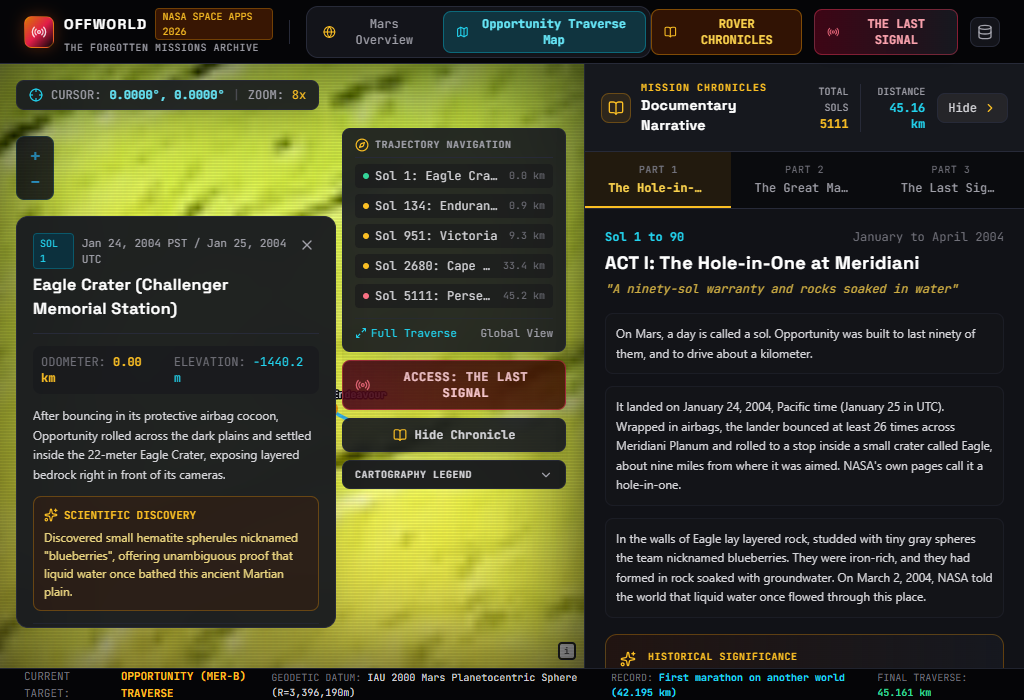 OFFWORLD
NASA SPACE APPS
2026
THE FORGOTTEN MISSIONS ARCHIVE
Mars
Overview
Opportunity Traverse
Map
ROVER
CHRONICLES
THE LAST
SIGNAL
CURSOR: 0.0000°, 0.0000° | ZOOM: 8x
+
−
TRAJECTORY NAVIGATION
Sol 1: Eagle Cra… 0.0 km
Sol 134: Enduran… 0.9 km
Sol 951: Victoria 9.3 km
Sol 2680: Cape … 33.4 km
Sol 5111: Perse… 45.2 km
Full Traverse Global View
ACCESS: THE LAST
SIGNAL
Hide Chronicle
CARTOGRAPHY LEGEND
Endeavour
SOL
1
Jan 24, 2004 PST / Jan 25, 2004
UTC
Eagle Crater (Challenger
Memorial Station)
ODOMETER: 0.00
km
ELEVATION: -1440.2
m
After bouncing in its protective airbag cocoon,
Opportunity rolled across the dark plains and settled
inside the 22-meter Eagle Crater, exposing layered
bedrock right in front of its cameras.
SCIENTIFIC DISCOVERY
Discovered small hematite spherules nicknamed
"blueberries", offering unambiguous proof that
liquid water once bathed this ancient Martian
plain.
i
MISSION CHRONICLES
Documentary
Narrative
TOTAL
SOLS
5111
DISTANCE
45.16
km
Hide
PART 1
The Hole-in-…
PART 2
The Great Ma…
PART 3
The Last Sig…
Sol 1 to 90
January to April 2004
ACT I: The Hole-in-One at Meridiani
"A ninety-sol warranty and rocks soaked in water"
On Mars, a day is called a sol. Opportunity was built to last ninety of
them, and to drive about a kilometer.
It landed on January 24, 2004, Pacific time (January 25 in UTC).
Wrapped in airbags, the lander bounced at least 26 times across
Meridiani Planum and rolled to a stop inside a small crater called Eagle,
about nine miles from where it was aimed. NASA's own pages call it a
hole-in-one.
In the walls of Eagle lay layered rock, studded with tiny gray spheres
the team nicknamed blueberries. They were iron-rich, and they had
formed in rock soaked with groundwater. On March 2, 2004, NASA told
the world that liquid water once flowed through this place.
HISTORICAL SIGNIFICANCE
CURRENT
TARGET:
OPPORTUNITY (MER-B)
TRAVERSE
GEODETIC DATUM: IAU 2000 Mars Planetocentric Sphere
(R=3,396,190m)
RECORD: First marathon on another world
(42.195 km)
FINAL TRAVERSE:
45.161 km